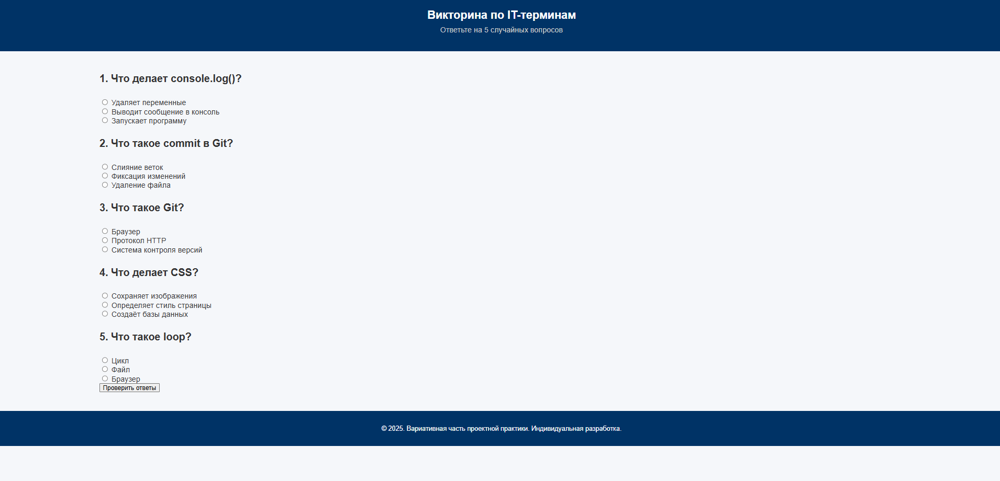 Викторина по IT-терминам
Ответьте на 5 случайных вопросов
1. Что делает console.log()?
Удаляет переменные
Выводит сообщение в консоль
Запускает программу
2. Что такое commit в Git?
Слияние веток
Фиксация изменений
Удаление файла
3. Что такое Git?
Браузер
Протокол HTTP
Система контроля версий
4. Что делает CSS?
Сохраняет изображения
Определяет стиль страницы
Создаёт базы данных
5. Что такое loop?
Цикл
Файл
Браузер
Проверить ответы
© 2025. Вариативная часть проектной практики. Индивидуальная разработка.